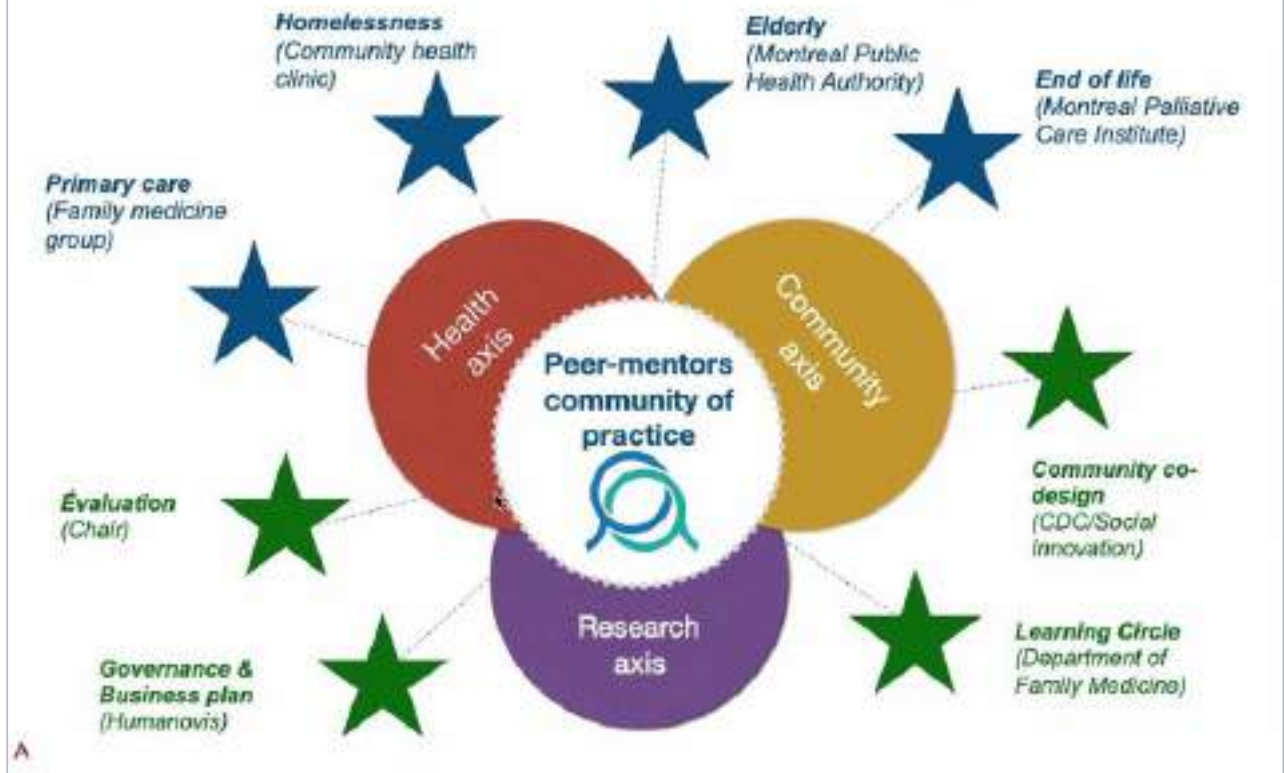 Homelessness
(Community health
clinic)
Elderly
(Montreal Public
Health Authority)
End of life
(Montreal Palliative
Care Institute)
Primary care
(Family medicine
group)
Health
axis
Community
axis
Peer-mentors
community of
practice
Évaluation
(Chair)
Community co-
design
(CDC/Social
innovation)
Research
axis
Governance &
Business plan
(Humanovis)
Learning Circle
(Department of
Family Medicine)
A